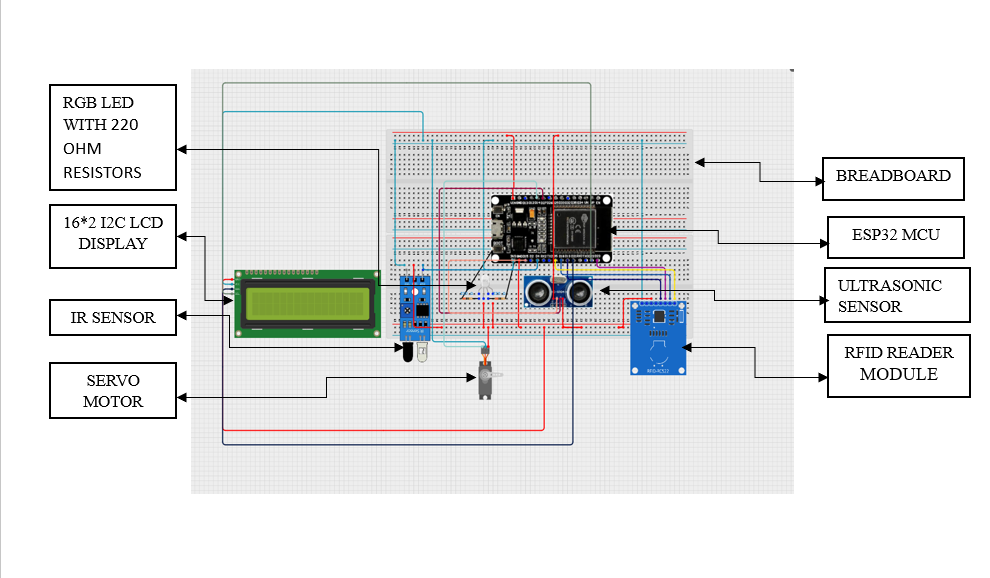 RGB LED
WITH 220
OHM
RESISTORS
16*2 I2C LCD
DISPLAY
IR SENSOR
SERVO
MOTOR
BREADBOARD
ESP32 MCU
ULTRASONIC
SENSOR
RFID READER
MODULE